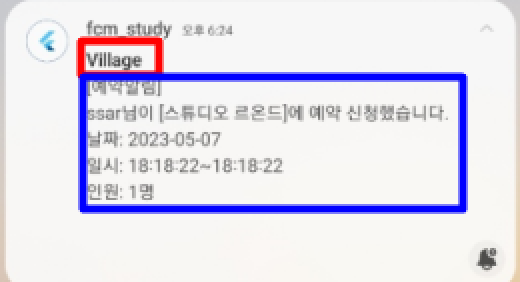 fcm_study 오후 6:24
Village
[예약알림]
ssar님이 [스튜디오 르온드]에 예약 신청했습니다.
날짜: 2023-05-07
일시: 18:18:22~18:18:22
인원: 1명